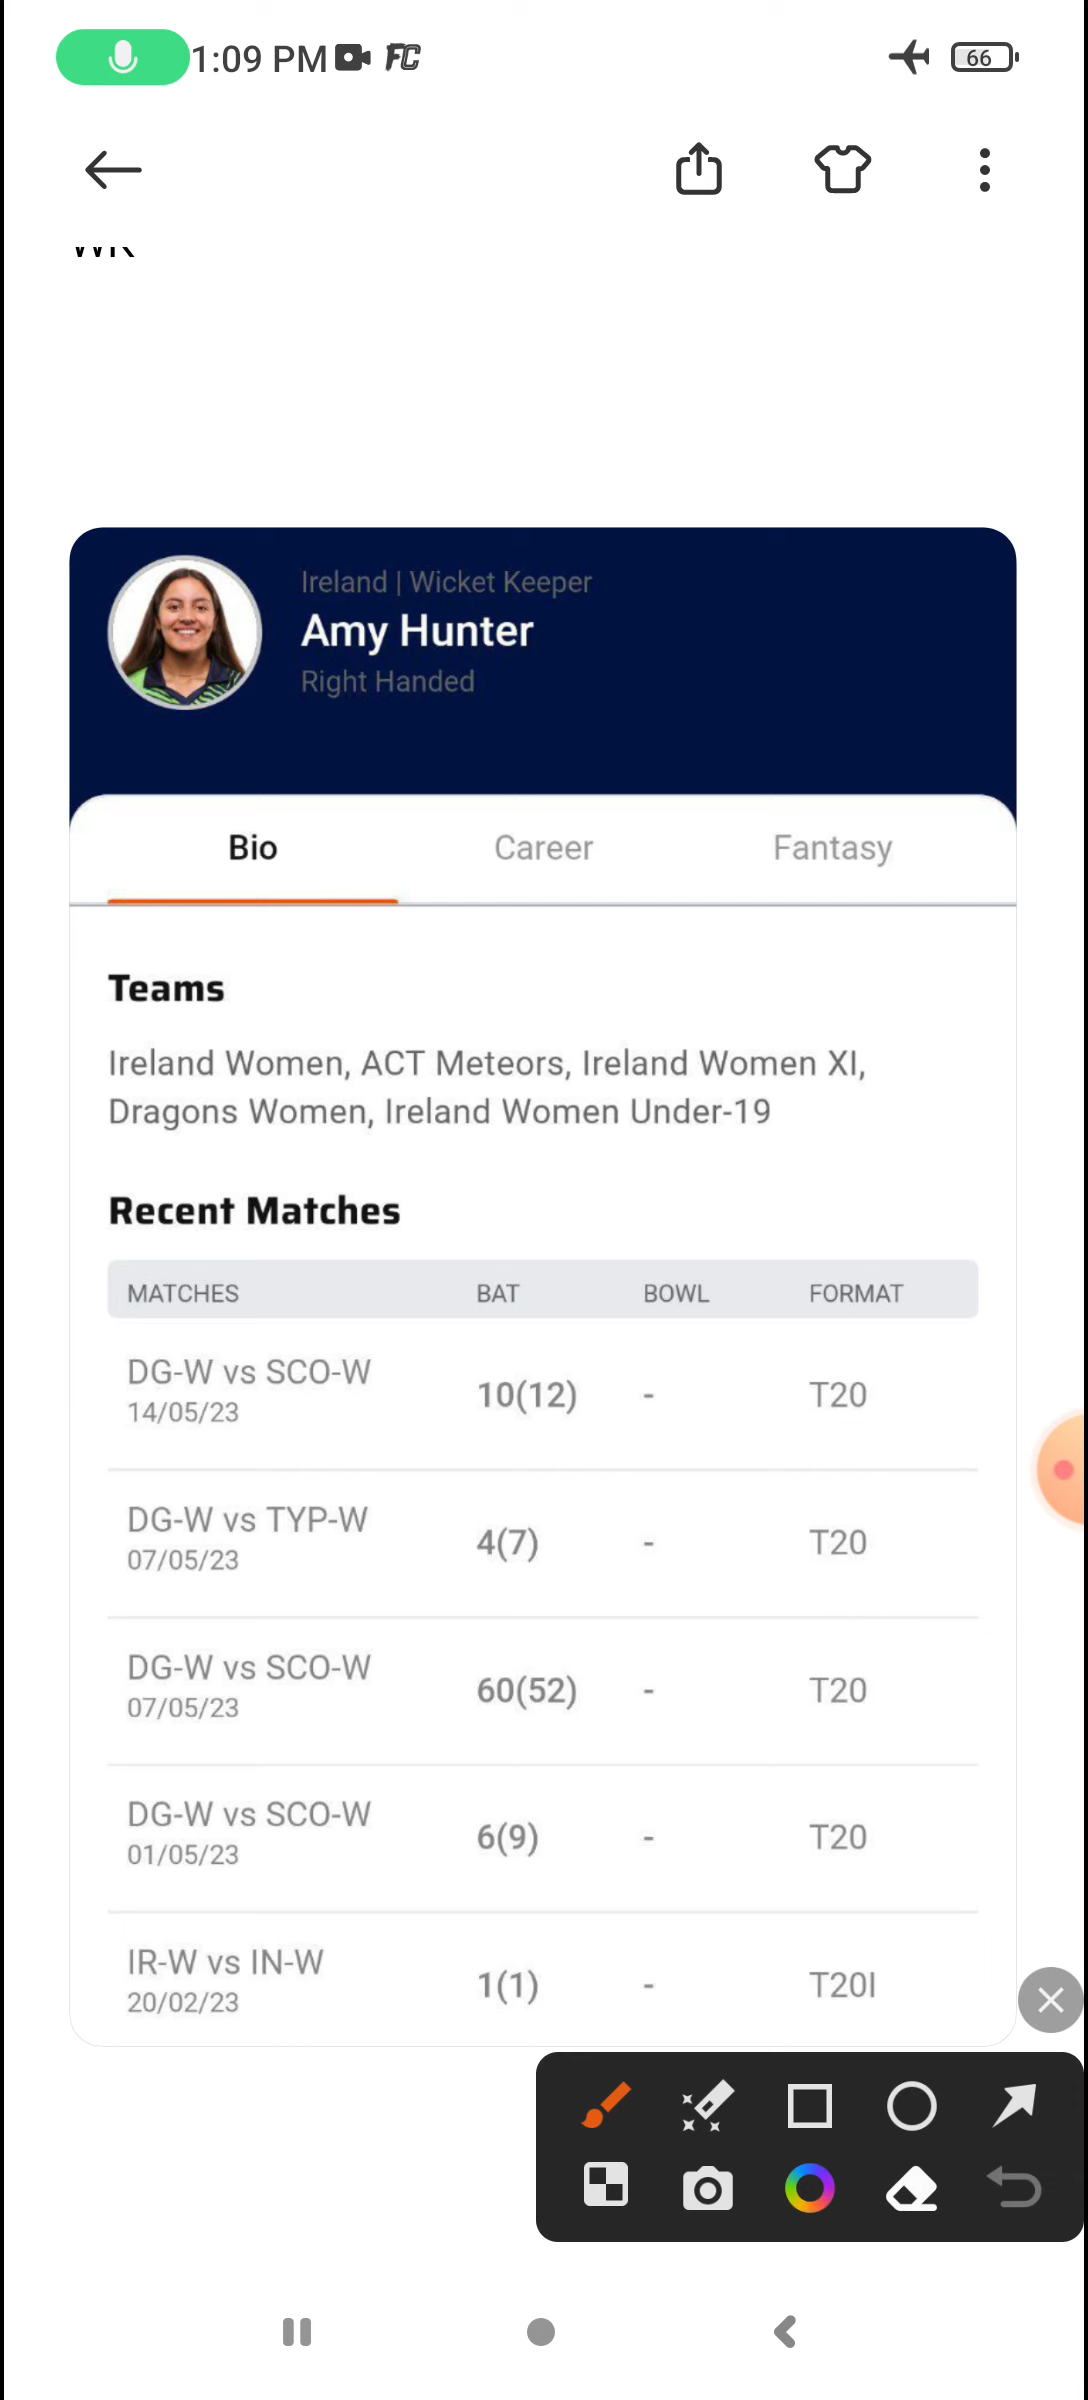 1:09 PM FC
66
WK
Ireland | Wicket Keeper
Amy Hunter
Right Handed
Bio Career Fantasy
Teams
Ireland Women, ACT Meteors, Ireland Women XI,
Dragons Women, Ireland Women Under-19
Recent Matches
MATCHES BAT BOWL FORMAT
DG-W vs SCO-W
14/05/23
10(12) - T20
DG-W vs TYP-W
07/05/23
4(7) - T20
DG-W vs SCO-W
07/05/23
60(52) - T20
DG-W vs SCO-W
01/05/23
6(9) - T20
IR-W vs IN-W
20/02/23
1(1) - T20I